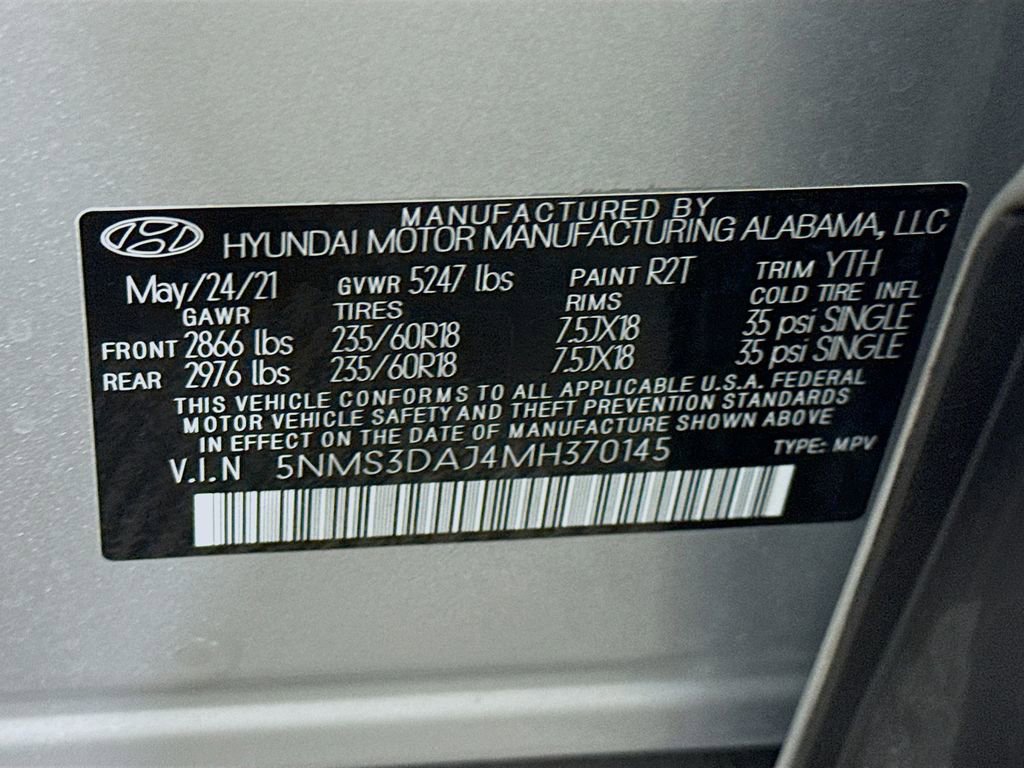 MANUFACTURED BY
HYUNDAI MOTOR MANUFACTURING ALABAMA, LLC
May/24/21 GVWR 5247 lbs PAINT R2T TRIM YTH
GAWR TIRES RIMS COLD TIRE INFL
FRONT 2866 lbs 235/60R18 7.5JX18 35 psi SINGLE
REAR 2976 lbs 235/60R18 7.5JX18 35 psi SINGLE
THIS VEHICLE CONFORMS TO ALL APPLICABLE U.S.A. FEDERAL
MOTOR VEHICLE SAFETY AND THEFT PREVENTION STANDARDS
IN EFFECT ON THE DATE OF MANUFACTURE SHOWN ABOVE
V.I.N 5NMS3DAJ4MH370145 TYPE: MPV